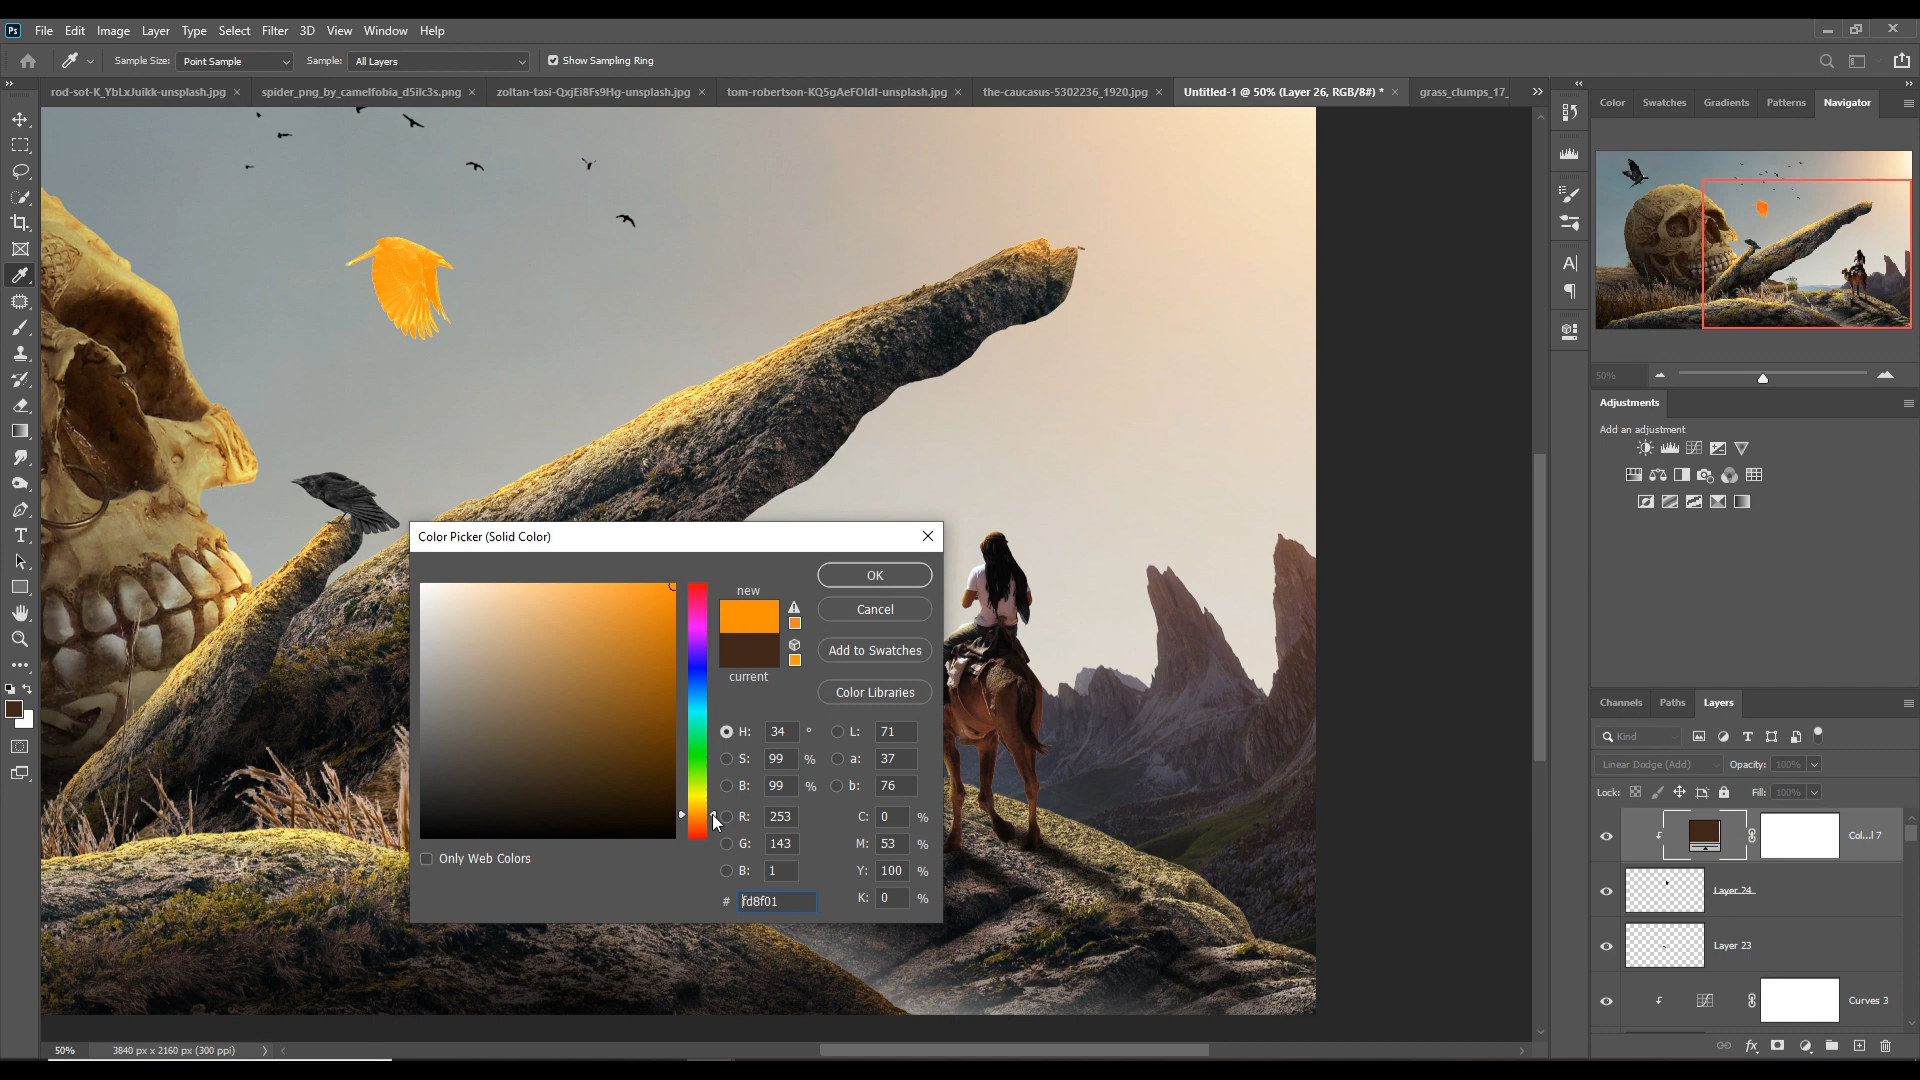 Ps File Edit Image Layer Type Select Filter 3D View Window Help
Sample Size: Point Sample Sample: All Layers Show Sampling Ring
rod-sot-K_YbLxJuikk-unsplash.jpg × spider_png_by_camelfobia_d5ilc3s.png × zoltan-tasi-QxjEi8Fs9Hg-unsplash.jpg × tom-robertson-KQ5gAeFOIdI-unsplash.jpg × the-caucasus-5302236_1920.jpg × Untitled-1 @ 50% (Layer 26, RGB/8#) * × grass_clumps_17_
Color Swatches Gradients Patterns Navigator
50%
Adjustments
Add an adjustment
Color Picker (Solid Color)
new
current
OK
Cancel
Add to Swatches
Color Libraries
H: 34 ° L: 71
S: 99 % a: 37
B: 99 % b: 76
R: 253 C: 0 %
G: 143 M: 53 %
B: 1 Y: 100 %
# fd8f01 K: 0 %
Only Web Colors
Channels Paths Layers
Kind
Linear Dodge (Add) Opacity: 100%
Lock: Fill: 100%
Col...l 7
Layer 24
Layer 23
Curves 3
50% 3840 px x 2160 px (300 ppi)